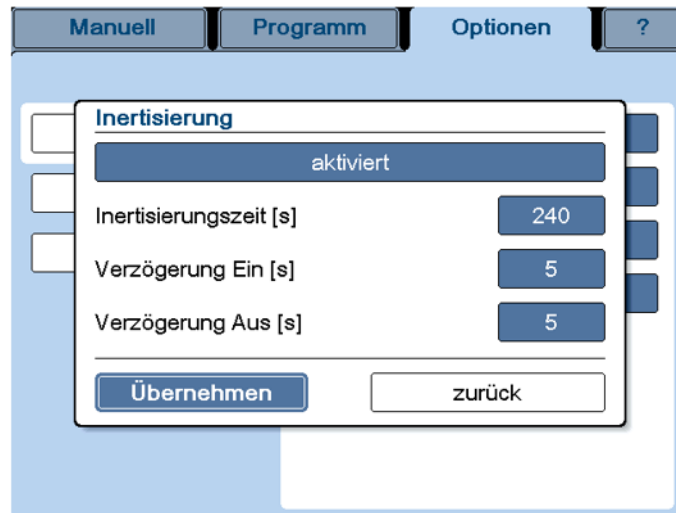 Manuell Programm Optionen ?
Inertisierung
aktiviert
Inertisierungszeit [s] 240
Verzögerung Ein [s] 5
Verzögerung Aus [s] 5
Übernehmen zurück